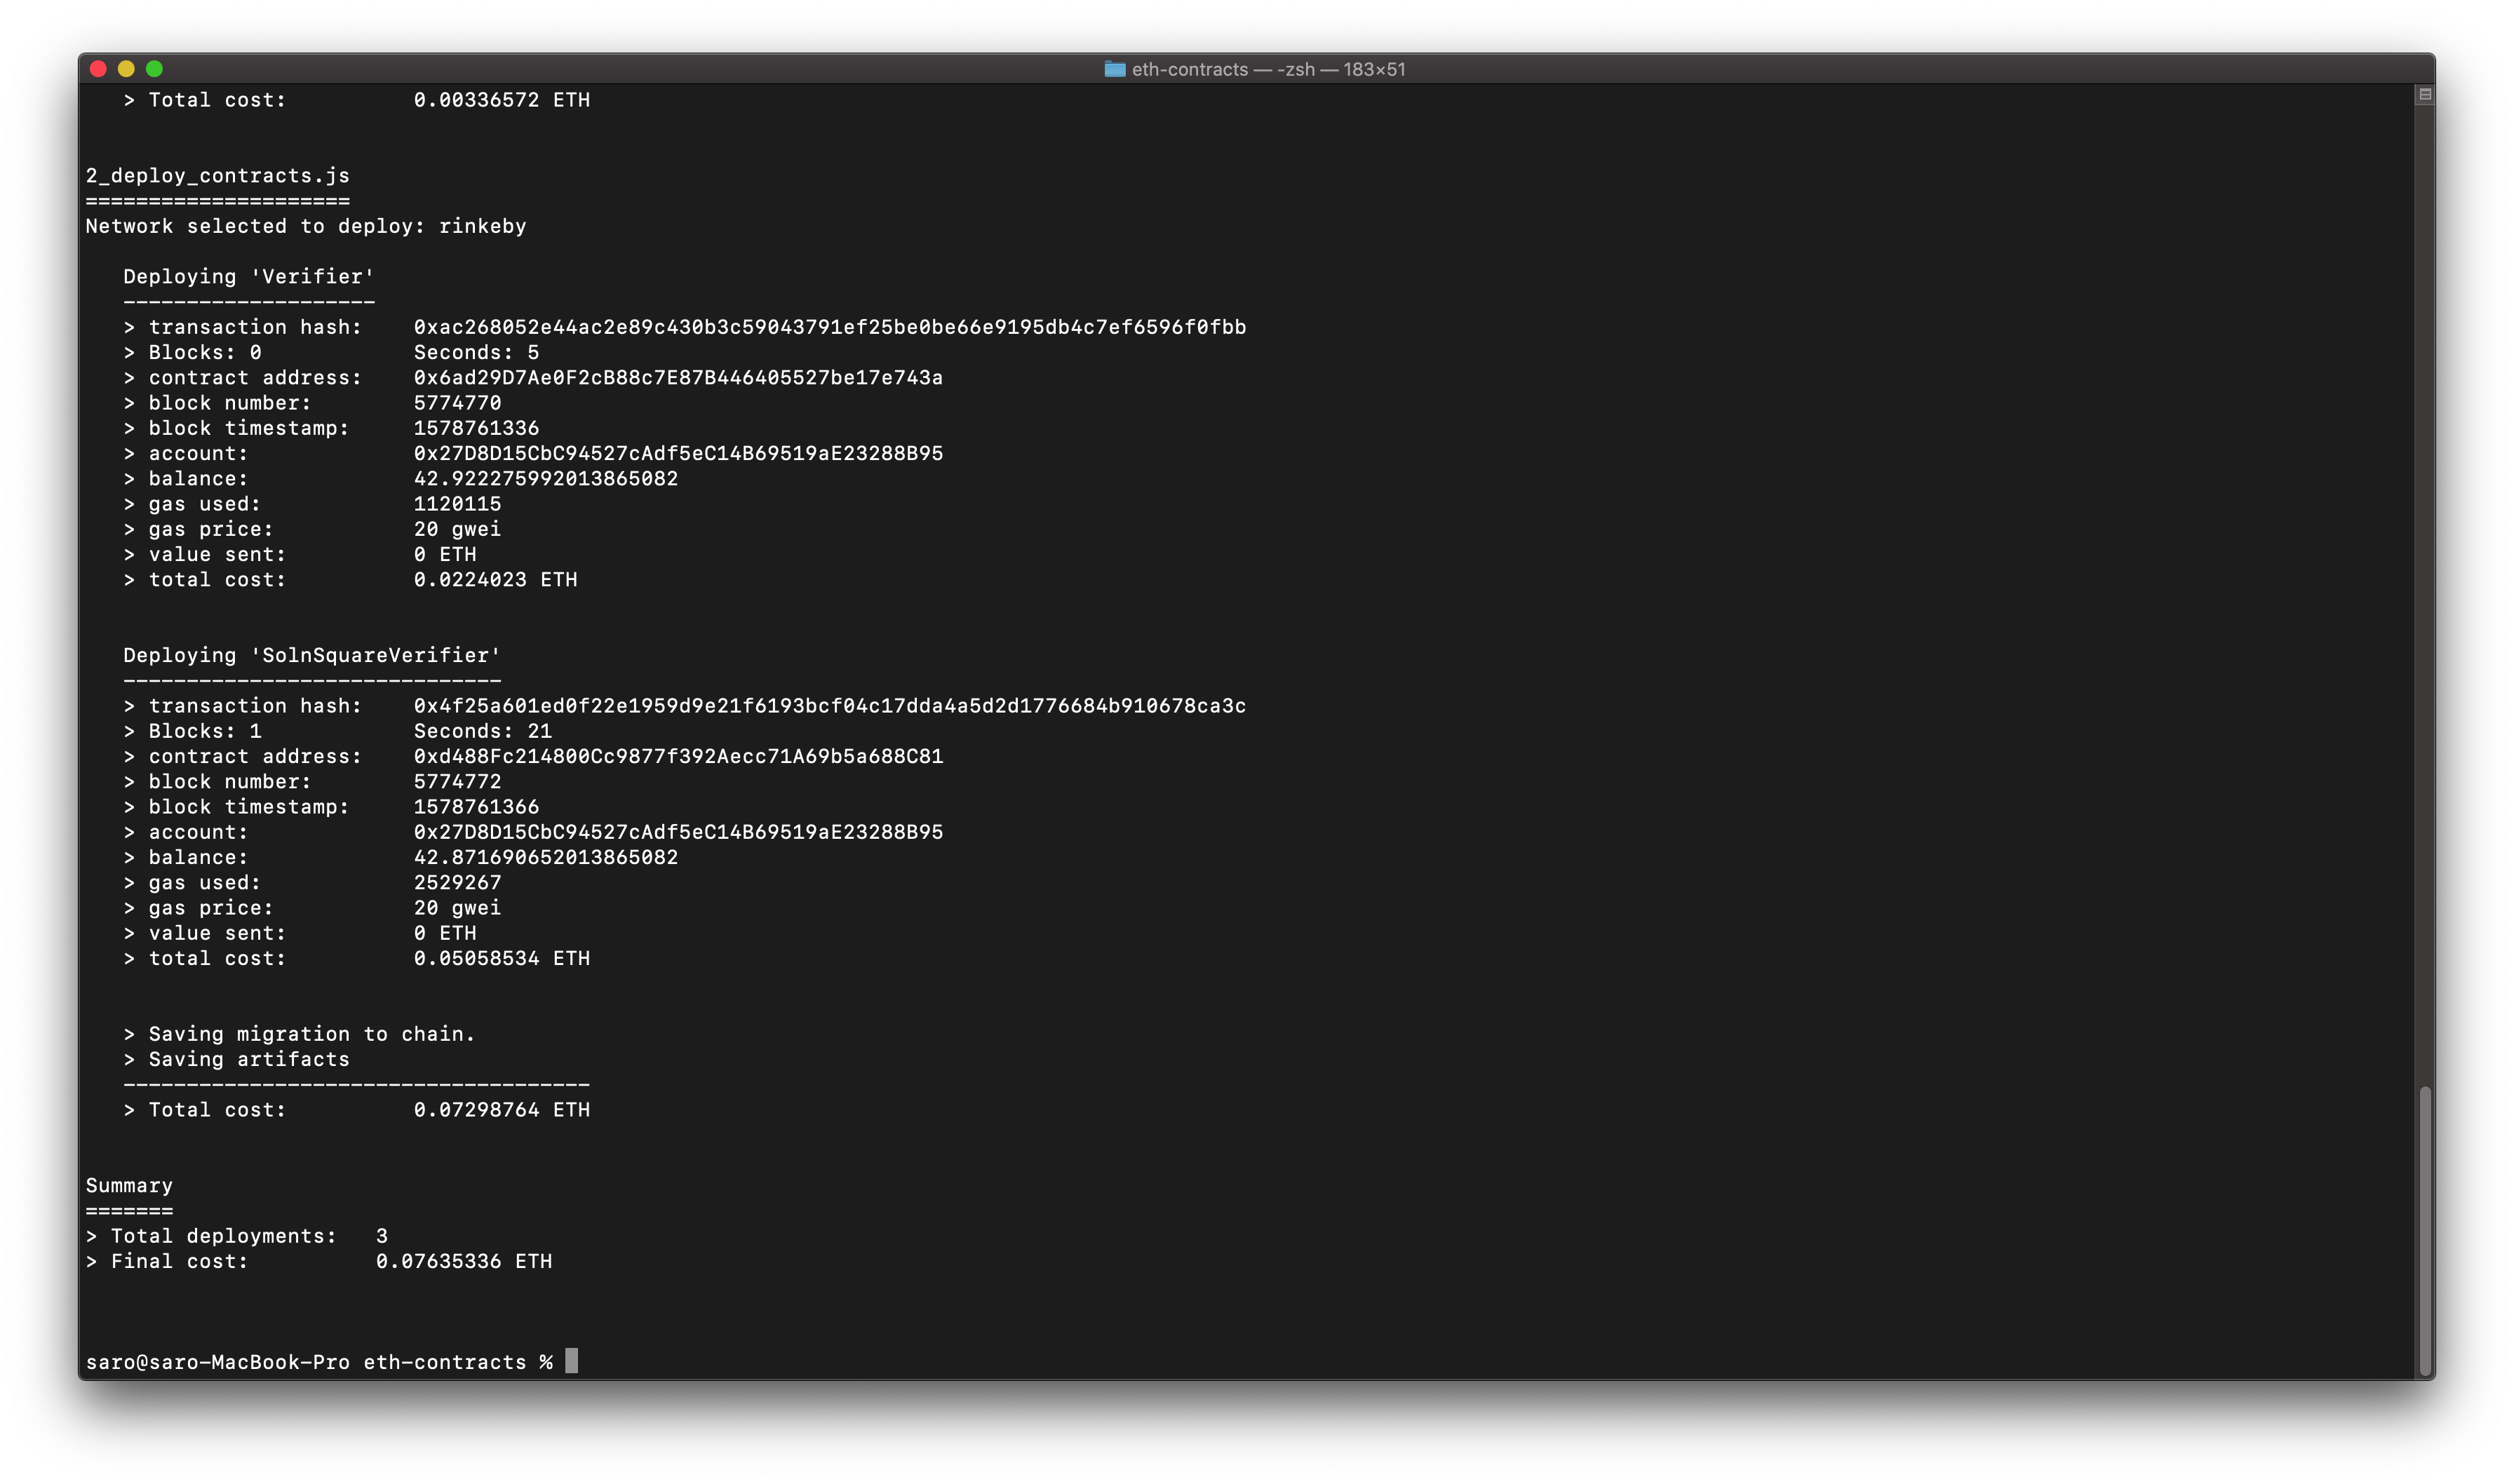 eth-contracts — -zsh — 183×51
> Total cost: 0.00336572 ETH
2_deploy_contracts.js
=====================
Network selected to deploy: rinkeby
Deploying 'Verifier'
--------------------
> transaction hash: 0xac268052e44ac2e89c430b3c59043791ef25be0be66e9195db4c7ef6596f0fbb
> Blocks: 0 Seconds: 5
> contract address: 0x6ad29D7Ae0F2cB88c7E87B446405527be17e743a
> block number: 5774770
> block timestamp: 1578761336
> account: 0x27D8D15CbC94527cAdf5eC14B69519aE23288B95
> balance: 42.922275992013865082
> gas used: 1120115
> gas price: 20 gwei
> value sent: 0 ETH
> total cost: 0.0224023 ETH
Deploying 'SolnSquareVerifier'
------------------------------
> transaction hash: 0x4f25a601ed0f22e1959d9e21f6193bcf04c17dda4a5d2d1776684b910678ca3c
> Blocks: 1 Seconds: 21
> contract address: 0xd488Fc214800Cc9877f392Aecc71A69b5a688C81
> block number: 5774772
> block timestamp: 1578761366
> account: 0x27D8D15CbC94527cAdf5eC14B69519aE23288B95
> balance: 42.871690652013865082
> gas used: 2529267
> gas price: 20 gwei
> value sent: 0 ETH
> total cost: 0.05058534 ETH
> Saving migration to chain.
> Saving artifacts
-------------------------------------
> Total cost: 0.07298764 ETH
Summary
=======
> Total deployments: 3
> Final cost: 0.07635336 ETH
saro@saro-MacBook-Pro eth-contracts %